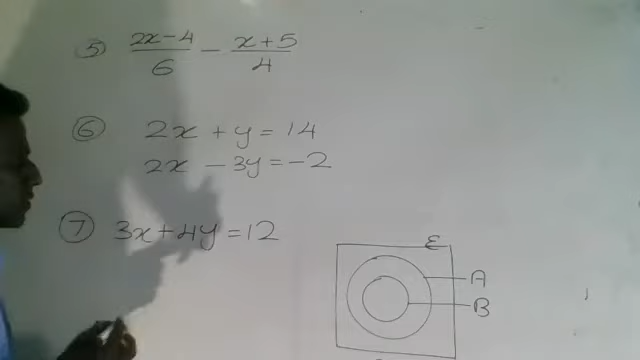 5) (2x-4)/6 - (x+5)/4
6) 2x + y = 14
2x - 3y = -2
7) 3x + 4y = 12
ε
A
B